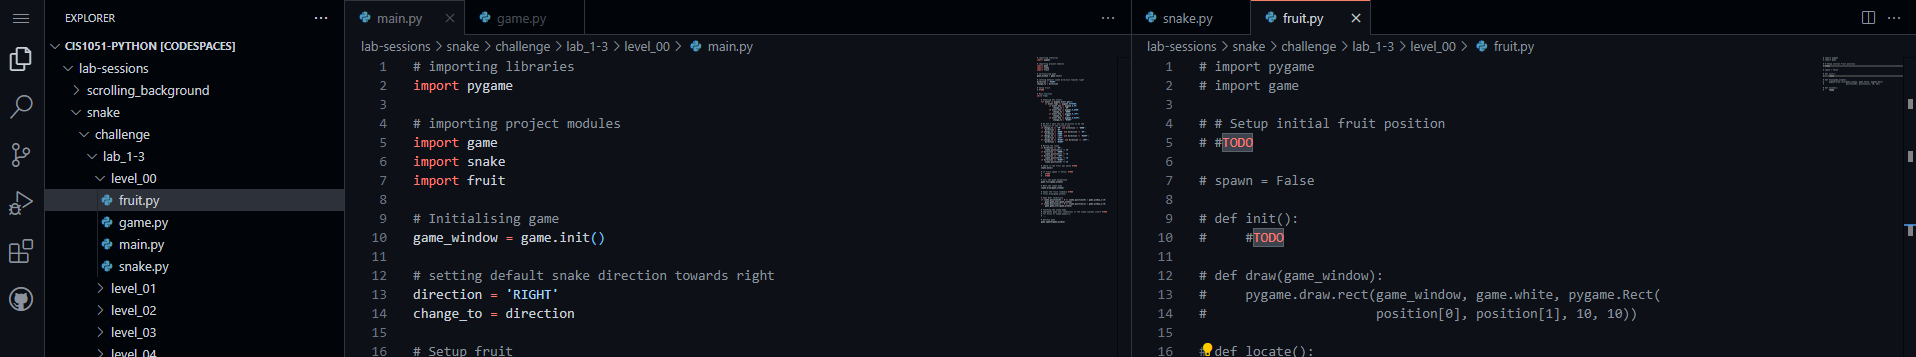 EXPLORER
CIS1051-PYTHON [CODESPACES]
lab-sessions
scrolling_background
snake
challenge
lab_1-3
level_00
fruit.py
game.py
main.py
snake.py
level_01
level_02
level_03
level_04
main.py
game.py
lab-sessions > snake > challenge > lab_1-3 > level_00 > main.py
1 # importing libraries
2 import pygame
3
4 # importing project modules
5 import game
6 import snake
7 import fruit
8
9 # Initialising game
10 game_window = game.init()
11
12 # setting default snake direction towards right
13 direction = 'RIGHT'
14 change_to = direction
15
16 # Setup fruit
snake.py
fruit.py
lab-sessions > snake > challenge > lab_1-3 > level_00 > fruit.py
1 # import pygame
2 # import game
3
4 # # Setup initial fruit position
5 # #TODO
6
7 # spawn = False
8
9 # def init():
10 #     #TODO
11
12 # def draw(game_window):
13 #     pygame.draw.rect(game_window, game.white, pygame.Rect(
14 #                      position[0], position[1], 10, 10))
15
16 # def locate():